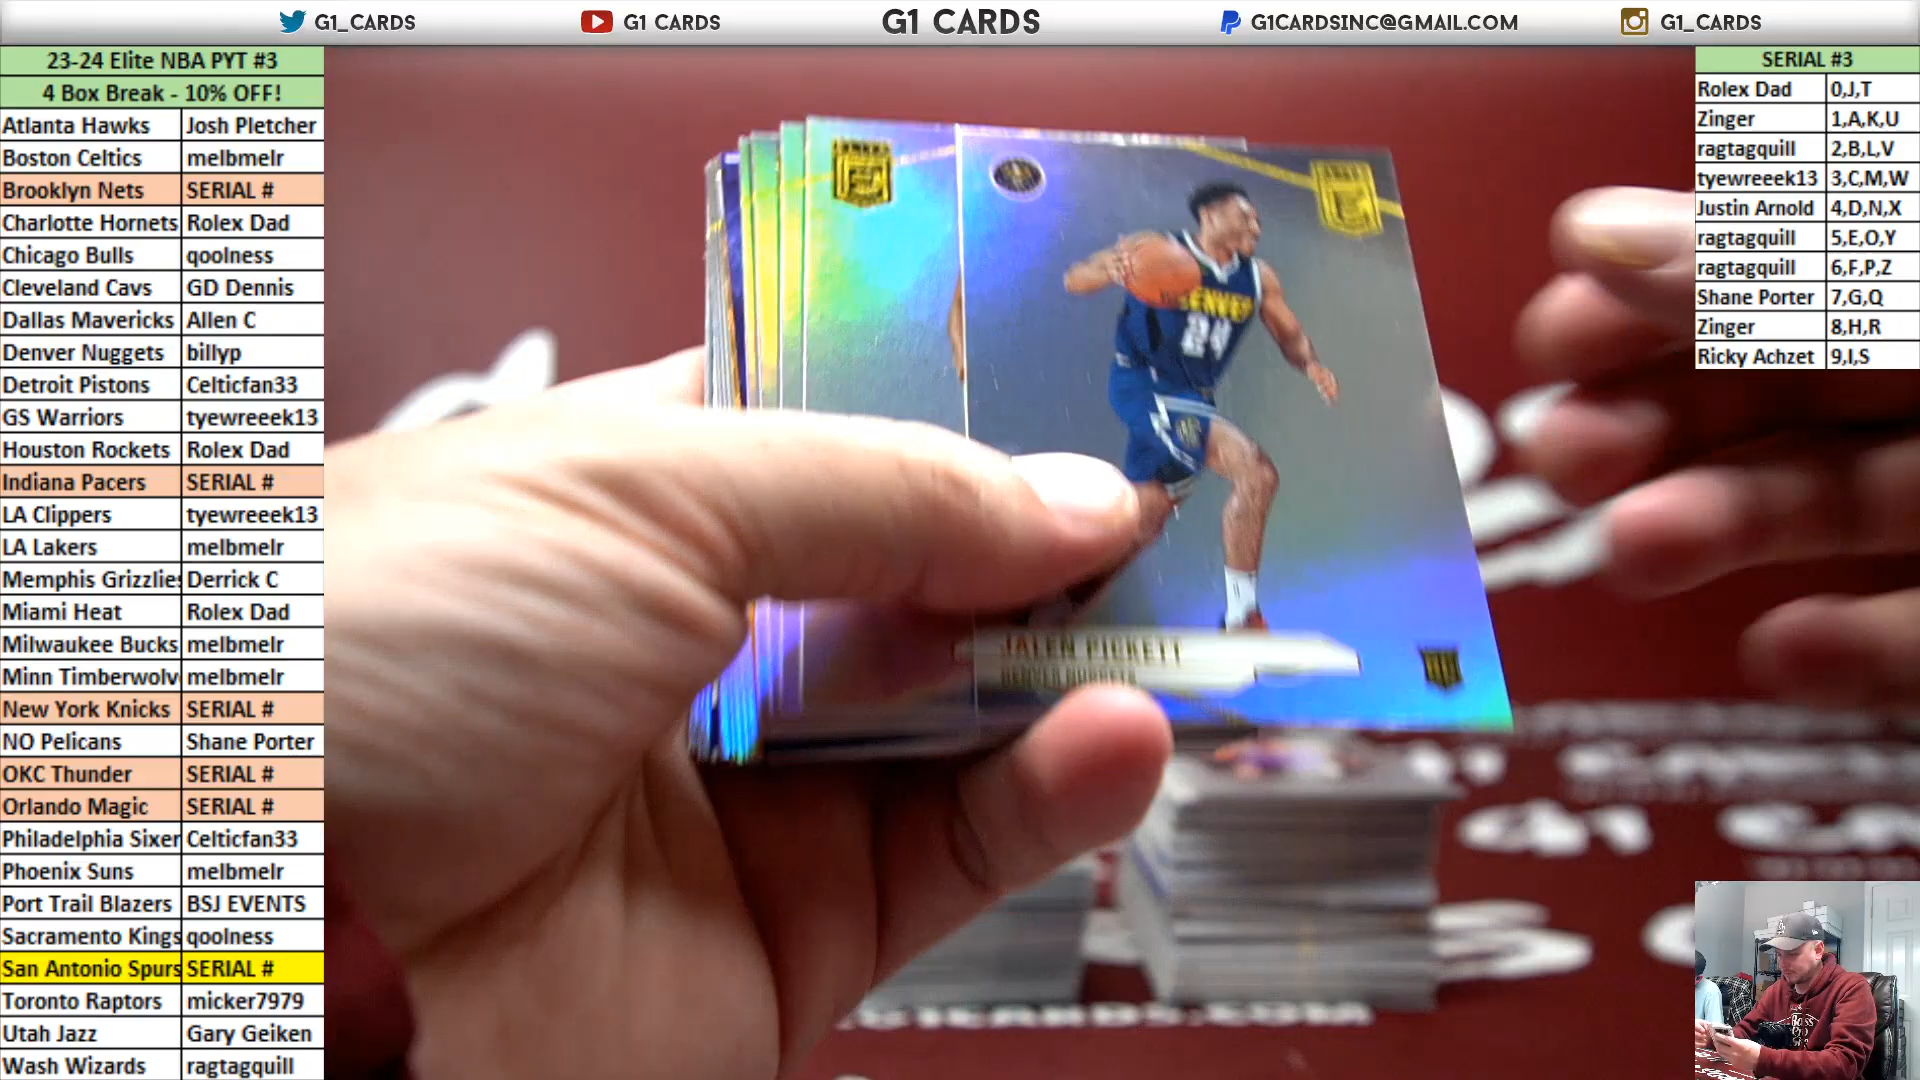 G1_CARDS G1 CARDS G1 CARDS G1CARDSINC@GMAIL.COM G1_CARDS
23-24 Elite NBA PYT #3
4 Box Break - 10% OFF!
Atlanta Hawks Josh Pletcher
Boston Celtics melbmelr
Brooklyn Nets SERIAL #
Charlotte Hornets Rolex Dad
Chicago Bulls qoolness
Cleveland Cavs GD Dennis
Dallas Mavericks Allen C
Denver Nuggets billyp
Detroit Pistons Celticfan33
GS Warriors tyewreeek13
Houston Rockets Rolex Dad
Indiana Pacers SERIAL #
LA Clippers tyewreeek13
LA Lakers melbmelr
Memphis Grizzlies Derrick C
Miami Heat Rolex Dad
Milwaukee Bucks melbmelr
Minn Timberwolv melbmelr
New York Knicks SERIAL #
NO Pelicans Shane Porter
OKC Thunder SERIAL #
Orlando Magic SERIAL #
Philadelphia Sixer Celticfan33
Phoenix Suns melbmelr
Port Trail Blazers BSJ EVENTS
Sacramento Kings qoolness
San Antonio Spurs SERIAL #
Toronto Raptors micker7979
Utah Jazz Gary Geiken
Wash Wizards ragtagquill
SERIAL #3
Rolex Dad 0,J,T
Zinger 1,A,K,U
ragtagquill 2,B,L,V
tyewreeek13 3,C,M,W
Justin Arnold 4,D,N,X
ragtagquill 5,E,O,Y
ragtagquill 6,F,P,Z
Shane Porter 7,G,Q
Zinger 8,H,R
Ricky Achzet 9,I,S
DENVER
24
JALEN PICKETT
DENVER NUGGETS